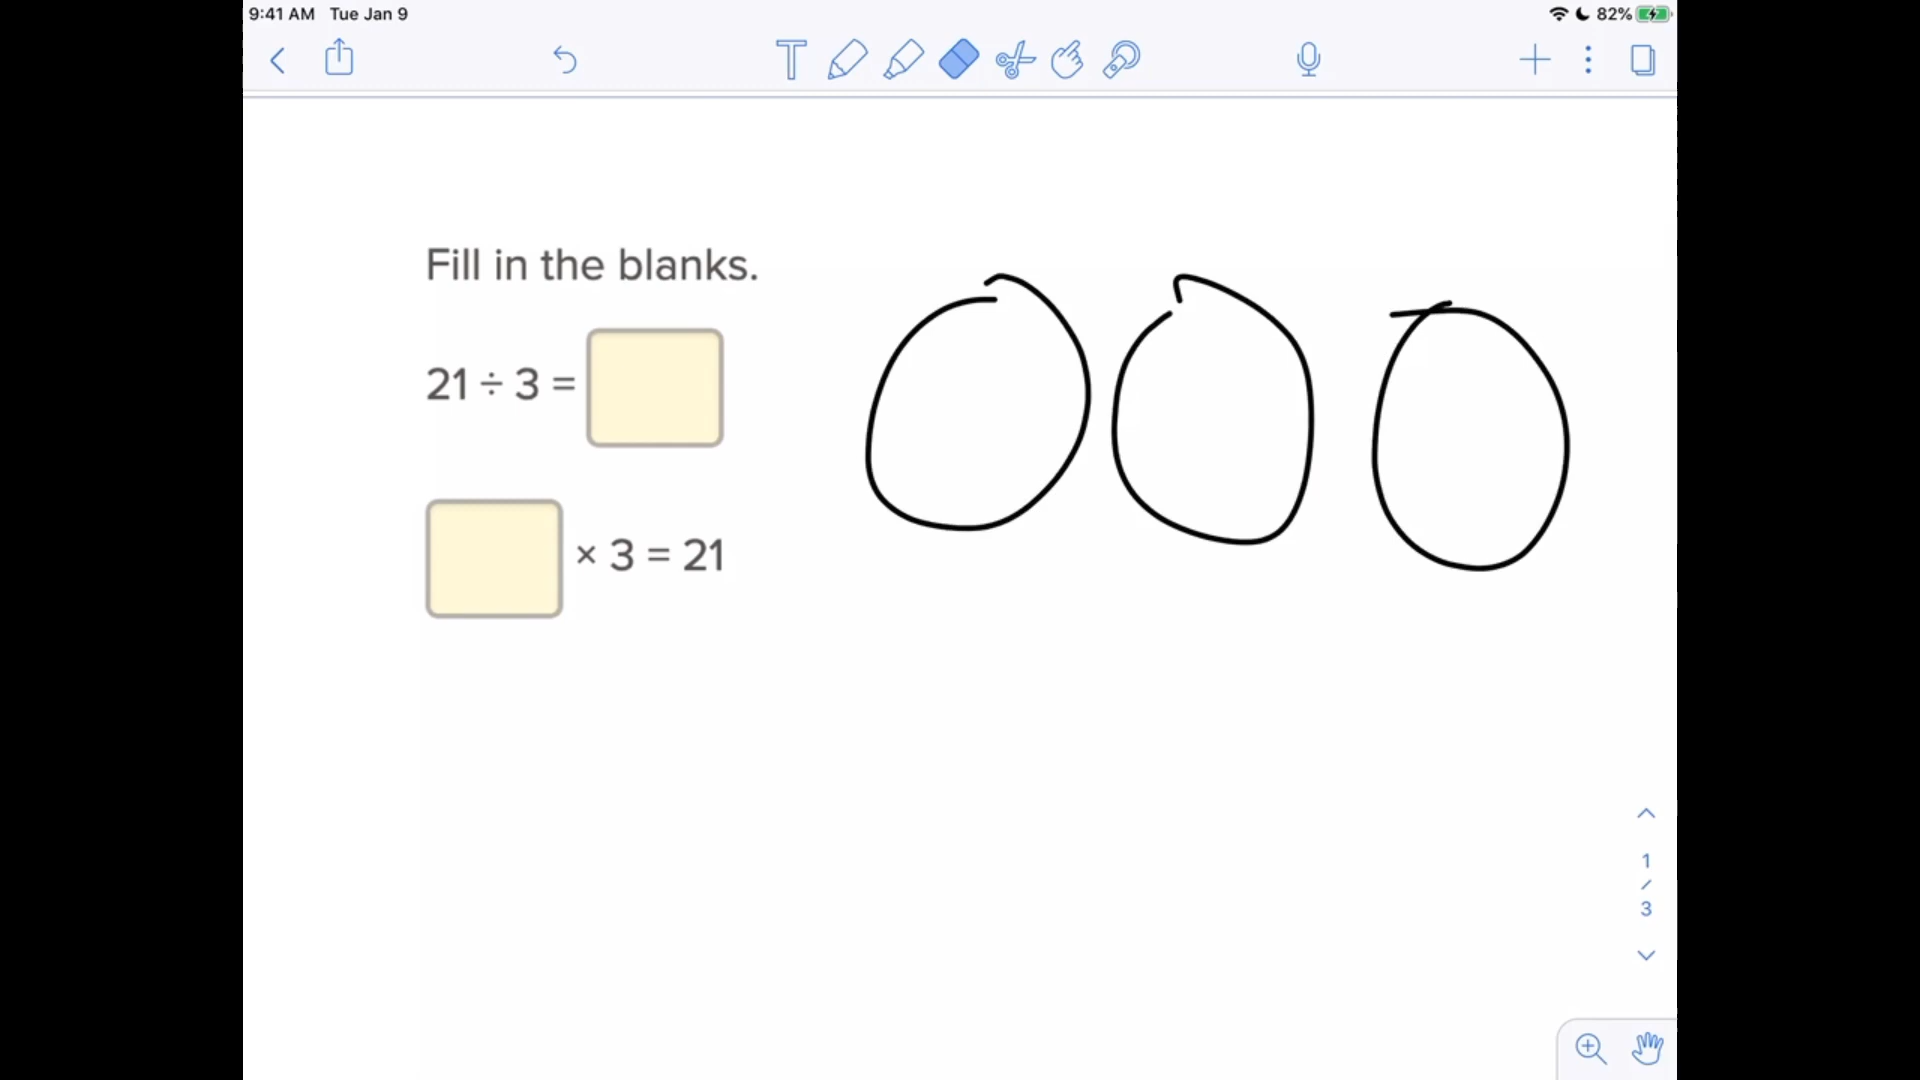 9:41 AM Tue Jan 9
82%
Fill in the blanks.
21 ÷ 3 =
× 3 = 21
1
/
3